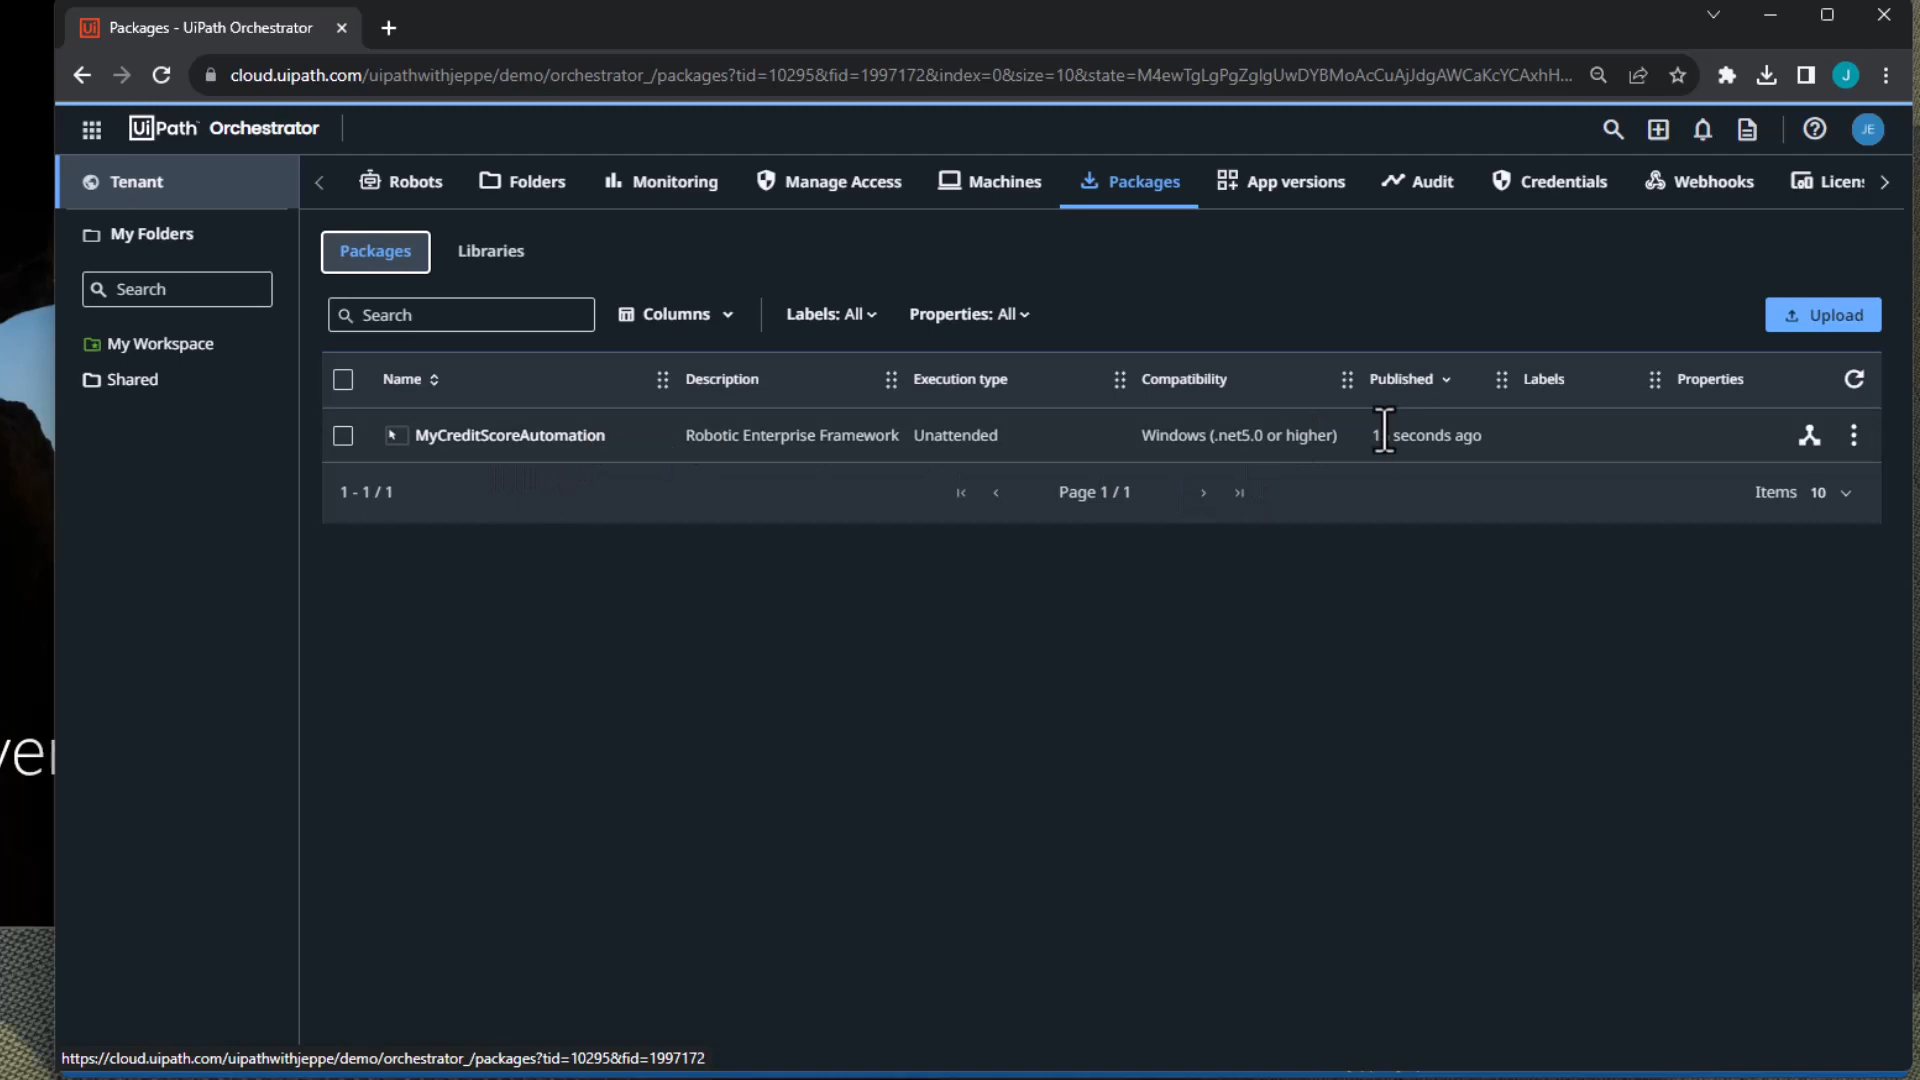 Packages - UiPath Orchestrator
cloud.uipath.com/uipathwithjeppe/demo/orchestrator_/packages?tid=10295&fid=1997172&index=0&size=10&state=M4ewTgLgPgZglgUwDYBMoAcCuAjJdgAWCaKcYCAxhH...
J
UiPath Orchestrator
JE
Tenant
Robots
Folders
Monitoring
Manage Access
Machines
Packages
App versions
Audit
Credentials
Webhooks
Licens
My Folders
Packages
Libraries
Search
Search
Columns
Labels: All
Properties: All
Upload
My Workspace
Shared
Name
Description
Execution type
Compatibility
Published
Labels
Properties
MyCreditScoreAutomation
Robotic Enterprise Framework
Unattended
Windows (.net5.0 or higher)
seconds ago
1 - 1 / 1
Page 1 / 1
Items 10
https://cloud.uipath.com/uipathwithjeppe/demo/orchestrator_/packages?tid=10295&fid=1997172